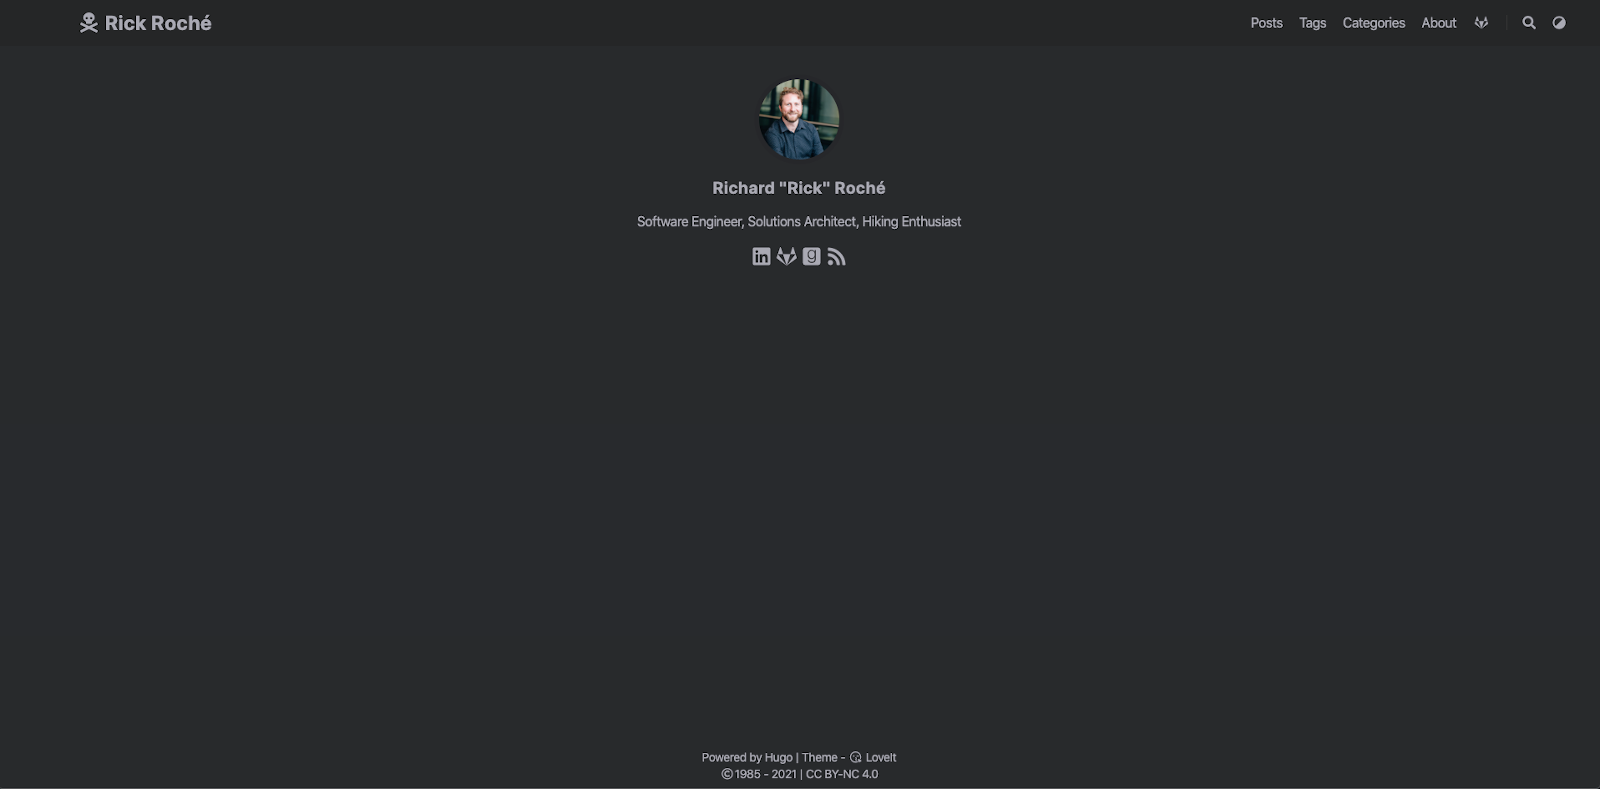 Rick Roché
Posts Tags Categories About
Richard "Rick" Roché
Software Engineer, Solutions Architect, Hiking Enthusiast
in g
Powered by Hugo | Theme - LoveIt
© 1985 - 2021 | CC BY-NC 4.0